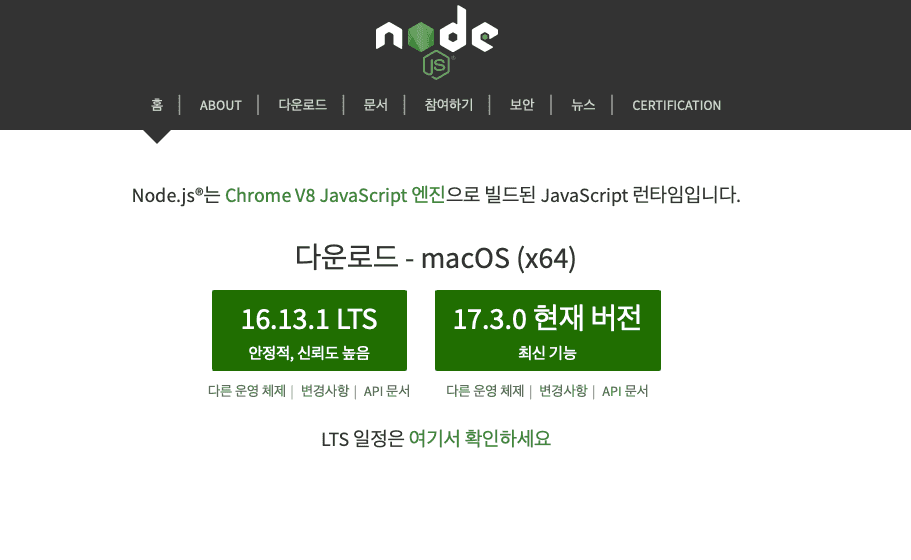 node
JS ®
홈 | ABOUT | 다운로드 | 문서 | 참여하기 | 보안 | 뉴스 | CERTIFICATION
Node.js®는 Chrome V8 JavaScript 엔진으로 빌드된 JavaScript 런타임입니다.
다운로드 - macOS (x64)
16.13.1 LTS
안정적, 신뢰도 높음
다른 운영 체제 | 변경사항 | API 문서
17.3.0 현재 버전
최신 기능
다른 운영 체제 | 변경사항 | API 문서
LTS 일정은 여기서 확인하세요